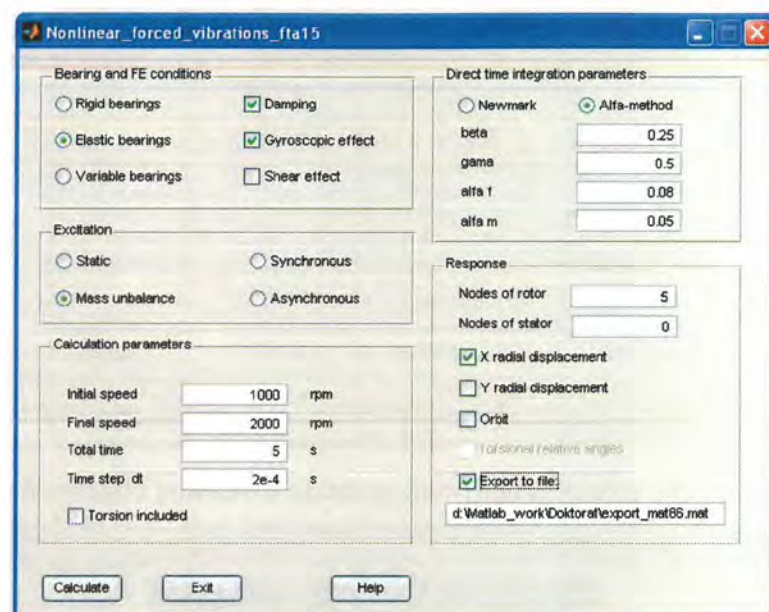 Nonlinear_forced_vibrations_fta15
Bearing and FE conditions
Rigid bearings
Damping
Elastic bearings
Gyroscopic effect
Variable bearings
Shear effect
Excitation
Static
Synchronous
Mass unbalance
Asynchronous
Calculation parameters
Initial speed 1000 rpm
Final speed 2000 rpm
Total time 5 s
Time step dt 2e-4 s
Torsion included
Direct time integration parameters
Newmark
Alfa-method
beta 0.25
gama 0.5
alfa f 0.08
alfa m 0.05
Response
Nodes of rotor 5
Nodes of stator 0
X radial displacement
Y radial displacement
Orbit
Torsional relative angles
Export to file:
d:\Matlab_work\Doktorat\export_mat86.mat
Calculate
Exit
Help